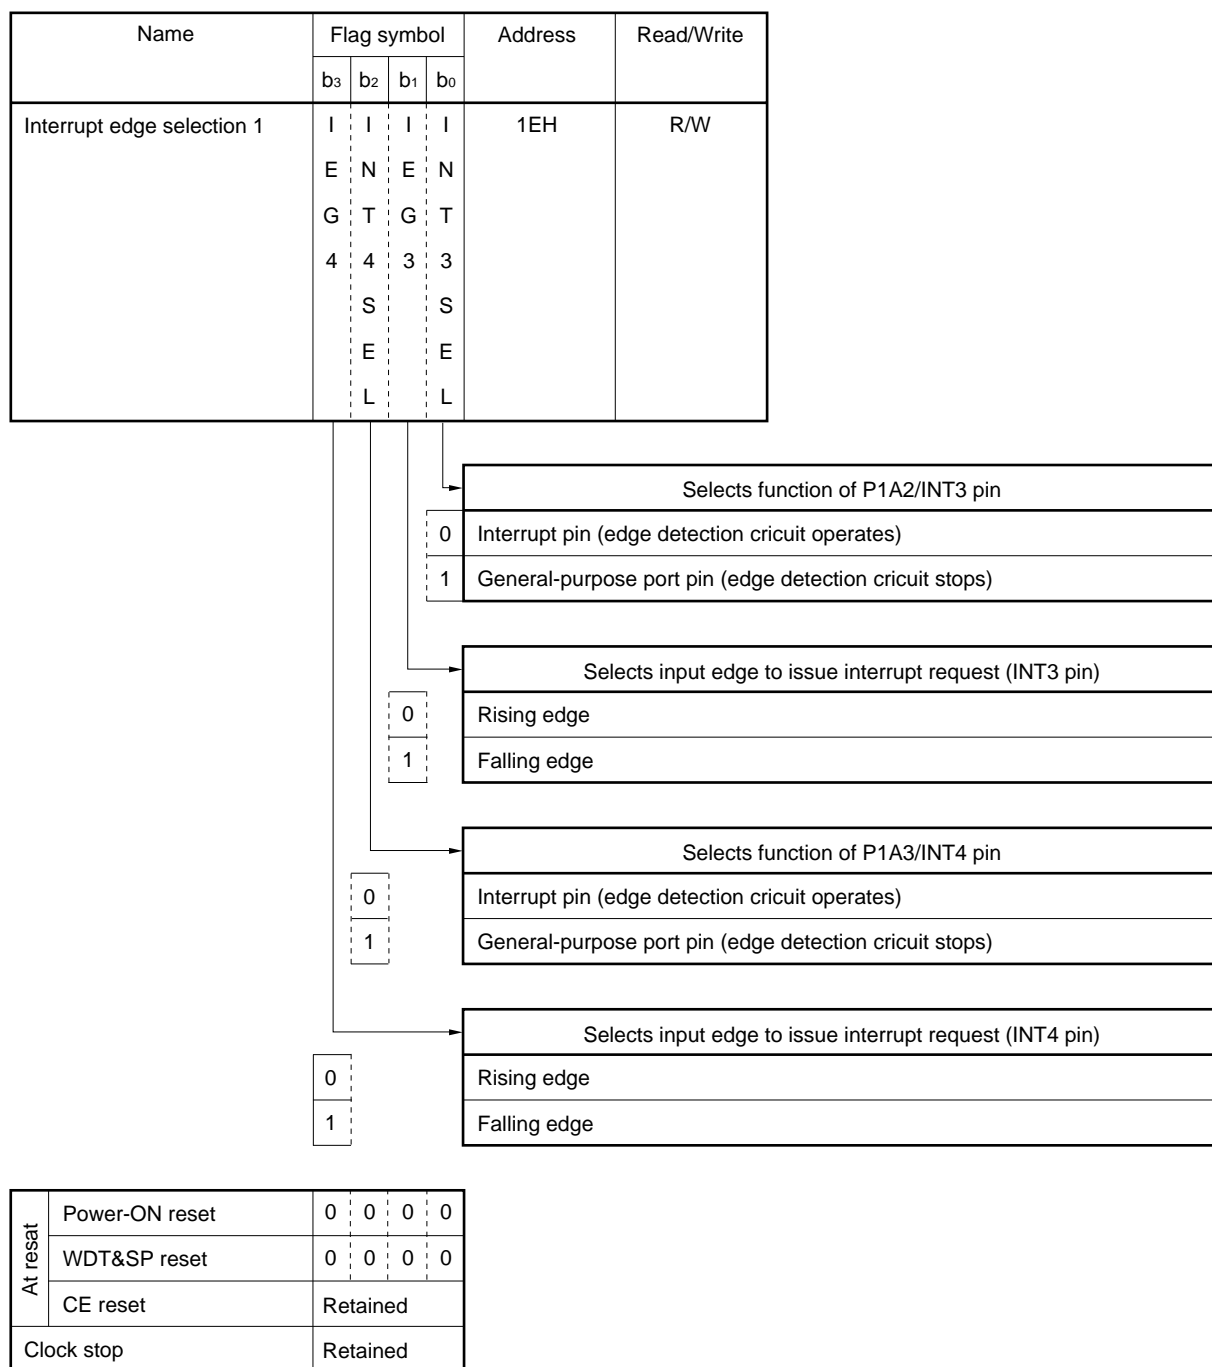 Name Flag symbol Address Read/Write
b3 b2 b1 b0
Interrupt edge selection 1 I I I I 1EH R/W
E N E N
G T G T
4 4 3 3
S S
E E
L L
Selects function of P1A2/INT3 pin
0 Interrupt pin (edge detection cricuit operates)
1 General-purpose port pin (edge detection cricuit stops)
Selects input edge to issue interrupt request (INT3 pin)
0 Rising edge
1 Falling edge
Selects function of P1A3/INT4 pin
0 Interrupt pin (edge detection cricuit operates)
1 General-purpose port pin (edge detection cricuit stops)
Selects input edge to issue interrupt request (INT4 pin)
0 Rising edge
1 Falling edge
At resat
Power-ON reset 0 0 0 0
WDT&SP reset 0 0 0 0
CE reset Retained
Clock stop Retained